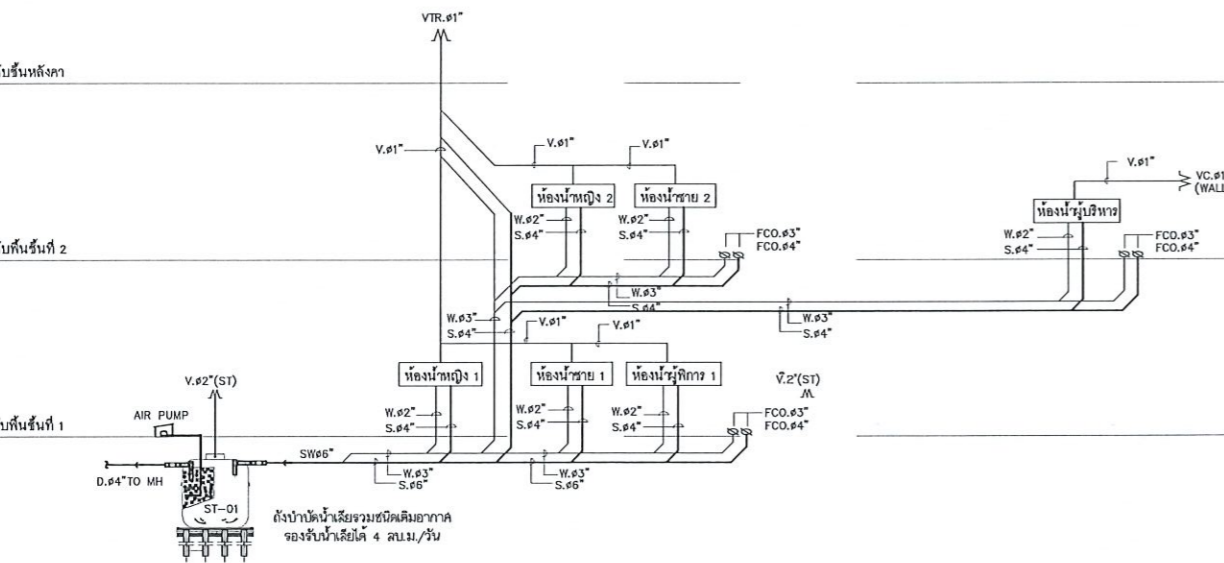 VTR.ø1"
ับชั้นหลังคา
V.ø1"
V.ø1"
V.ø1"
V.ø1"
VC.ø1
(WALL
ห้องน้ำหญิง 2
ห้องน้ำชาย 2
ห้องน้ำผู้บริหาร
W.ø2"
S.ø4"
W.ø2"
S.ø4"
FCO.ø3"
FCO.ø4"
W.ø2"
S.ø4"
FCO.ø3"
FCO.ø4"
ับพื้นชั้นที่ 2
W.ø3"
S.ø4"
W.ø3"
S.ø4"
W.ø3"
S.ø4"
V.ø1"
V.ø1"
ห้องน้ำหญิง 1
ห้องน้ำชาย 1
ห้องน้ำผู้พิการ 1
V.ø2"(ST)
V.2"(ST)
AIR PUMP
W.ø2"
S.ø4"
W.ø2"
S.ø4"
W.ø2"
S.ø4"
FCO.ø3"
FCO.ø4"
ับพื้นชั้นที่ 1
SWø6"
W.ø3"
S.ø6"
W.ø3"
S.ø6"
D.ø4"TO MH
ST-01
ถังบำบัดน้ำเสียรวมชนิดเติมอากาศ
รองรับน้ำเสียได้ 4 ลบ.ม./วัน